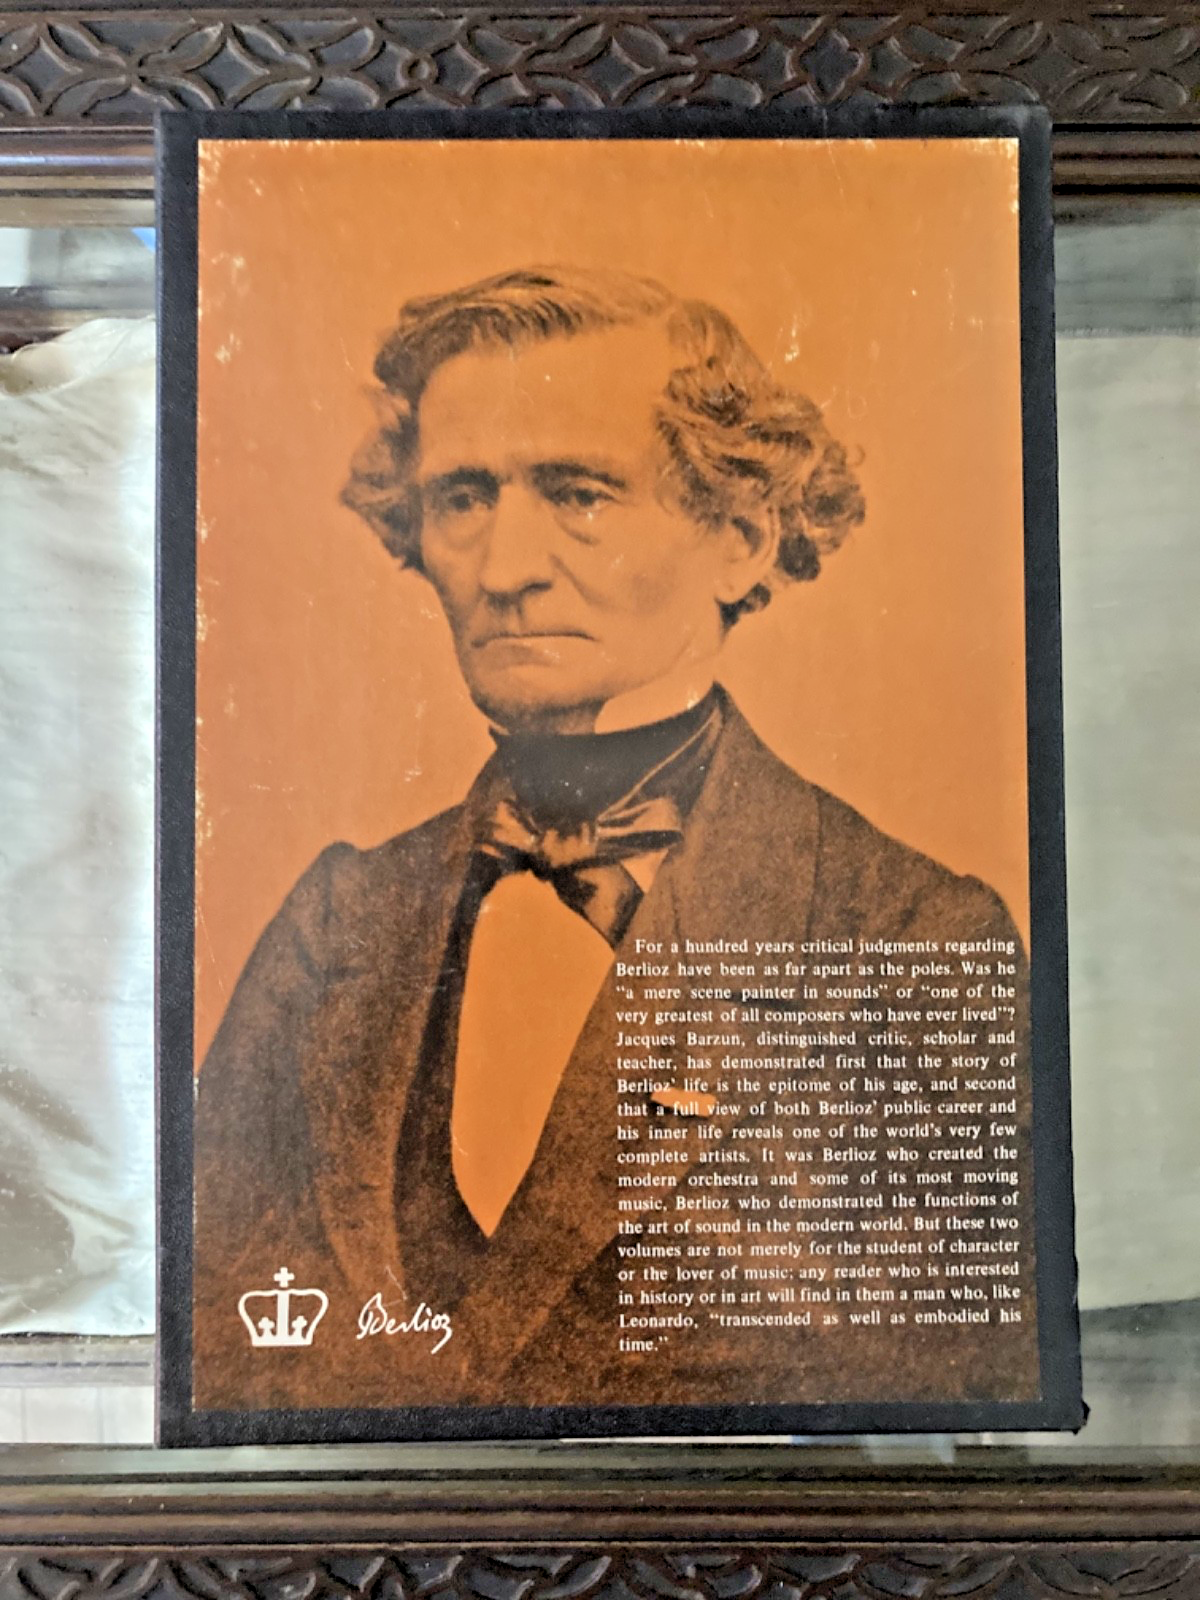 For a hundred years critical judgments regarding
Berlioz have been as far apart as the poles. Was he
"a mere scene painter in sounds" or "one of the
very greatest of all composers who have ever lived"?
Jacques Barzun, distinguished critic, scholar and
teacher, has demonstrated first that the story of
Berlioz' life is the epitome of his age, and second
that a full view of both Berlioz' public career and
his inner life reveals one of the world's very few
complete artists. It was Berlioz who created the
modern orchestra and some of its most moving
music, Berlioz who demonstrated the functions of
the art of sound in the modern world. But these two
volumes are not merely for the student of character
or the lover of music; any reader who is interested
in history or in art will find in them a man who, like
Leonardo, "transcended as well as embodied his
time."
Berlioz